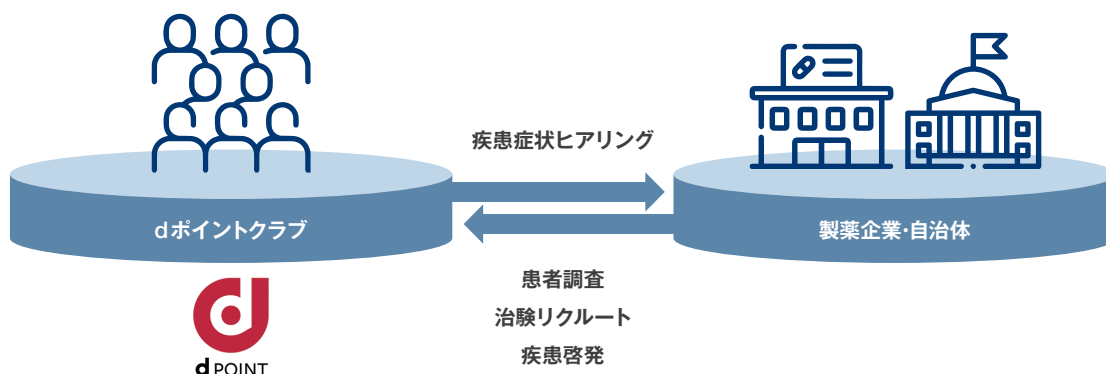 疾患症状ヒアリング
dポイントクラブ
製薬企業・自治体
患者調査
治験リクルート
疾患啓発
d
d POINT